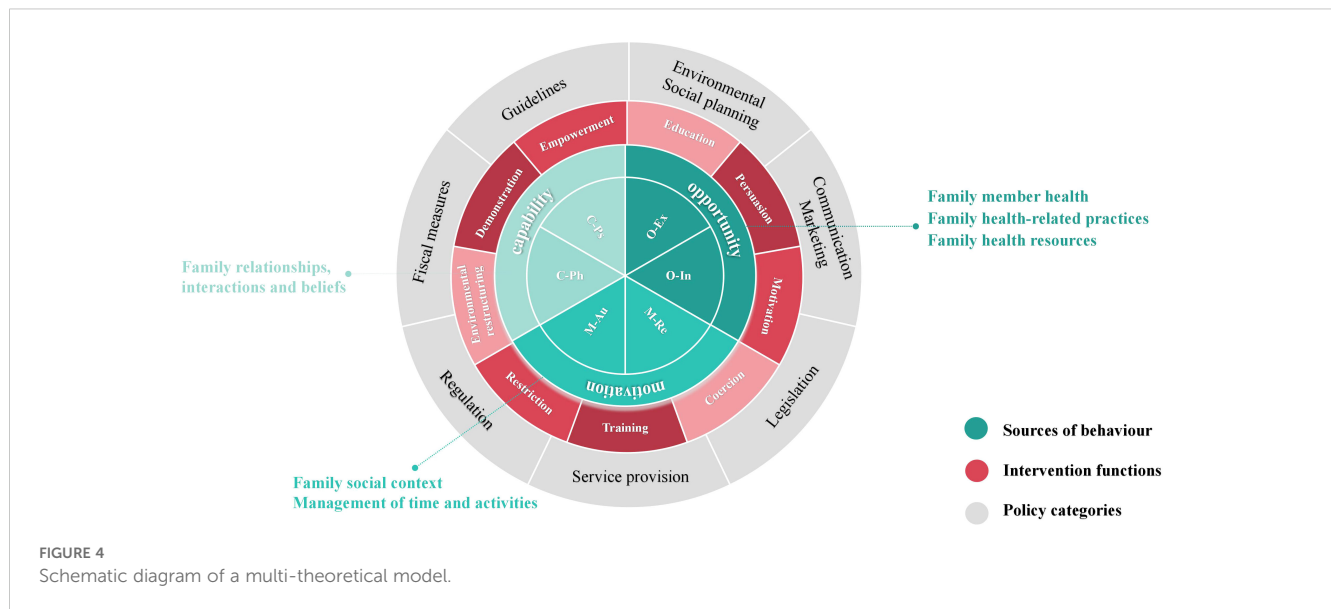 Guidelines
Environmental
Social planning
Communication
Marketing
Legislation
Service provision
Regulation
Fiscal measures
Empowerment
Education
Persuasion
Motivation
Coercion
Training
Restriction
Environmental
restructuring
Demonstration
capability
opportunity
motivation
C-Ps
O-Ex
O-In
M-Re
M-Au
C-Ph
Family relationships,
interactions and beliefs
Family member health
Family health-related practices
Family health resources
Family social context
Management of time and activities
Sources of behaviour
Intervention functions
Policy categories
FIGURE 4
Schematic diagram of a multi-theoretical model.